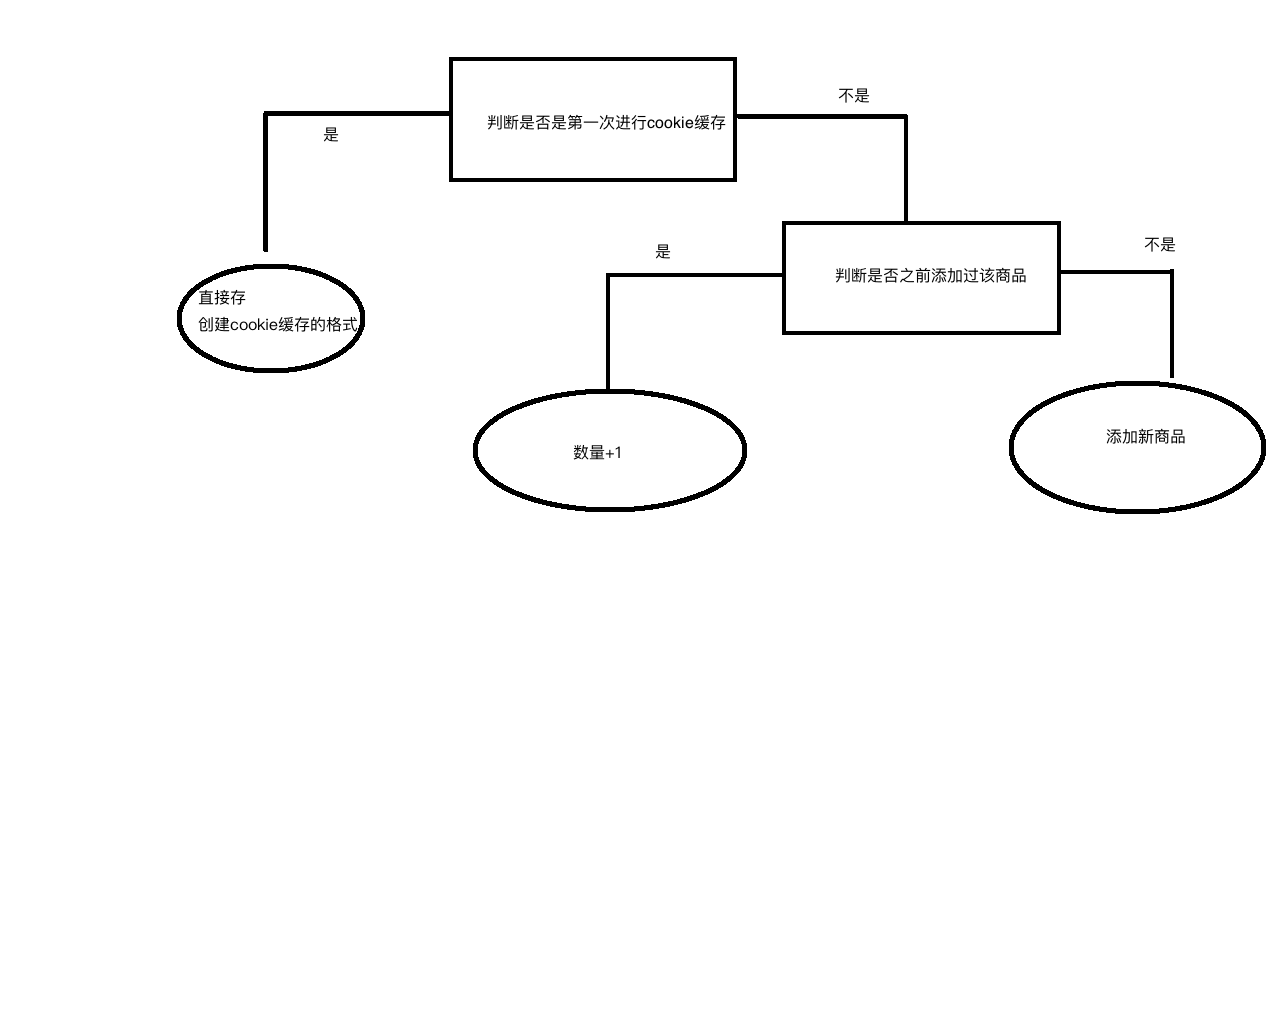 不是
判断是否是第一次进行cookie缓存
是
不是
是
判断是否之前添加过该商品
直接存
创建cookie缓存的格式
添加新商品
数量+1